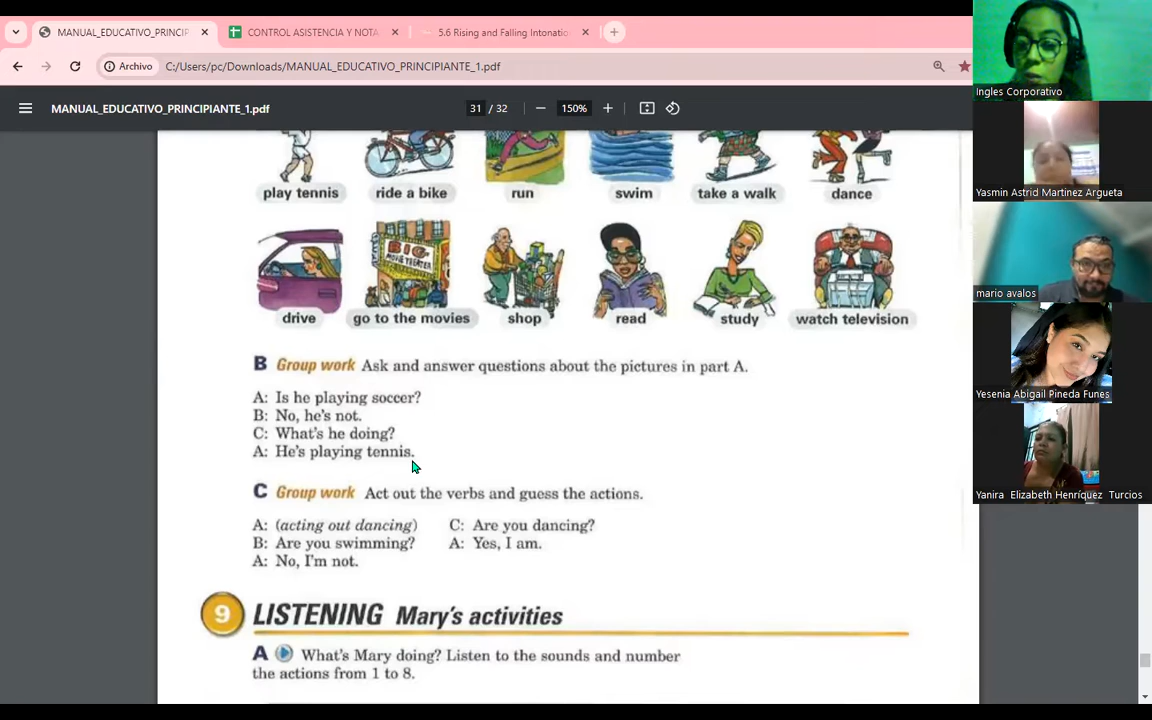 MANUAL_EDUCATIVO_PRINCIP
CONTROL ASISTENCIA Y NOTA
5.6 Rising and Falling Intonatio
Archivo
C:/Users/pc/Downloads/MANUAL_EDUCATIVO_PRINCIPIANTE_1.pdf
MANUAL_EDUCATIVO_PRINCIPIANTE_1.pdf
31 / 32
150%
play tennis
ride a bike
run
swim
take a walk
dance
BIG
MOVIE THEATER
drive
go to the movies
shop
read
study
watch television
B Group work Ask and answer questions about the pictures in part A.
A: Is he playing soccer?
B: No, he's not.
C: What's he doing?
A: He's playing tennis.
C Group work Act out the verbs and guess the actions.
A: (acting out dancing)
B: Are you swimming?
A: No, I'm not.
C: Are you dancing?
A: Yes, I am.
9 LISTENING Mary's activities
A What's Mary doing? Listen to the sounds and number
the actions from 1 to 8.
Ingles Corporativo
Yasmin Astrid Martinez Argueta
mario avalos
Yesenia Abigail Pineda Funes
Yanira Elizabeth Henríquez Turcios